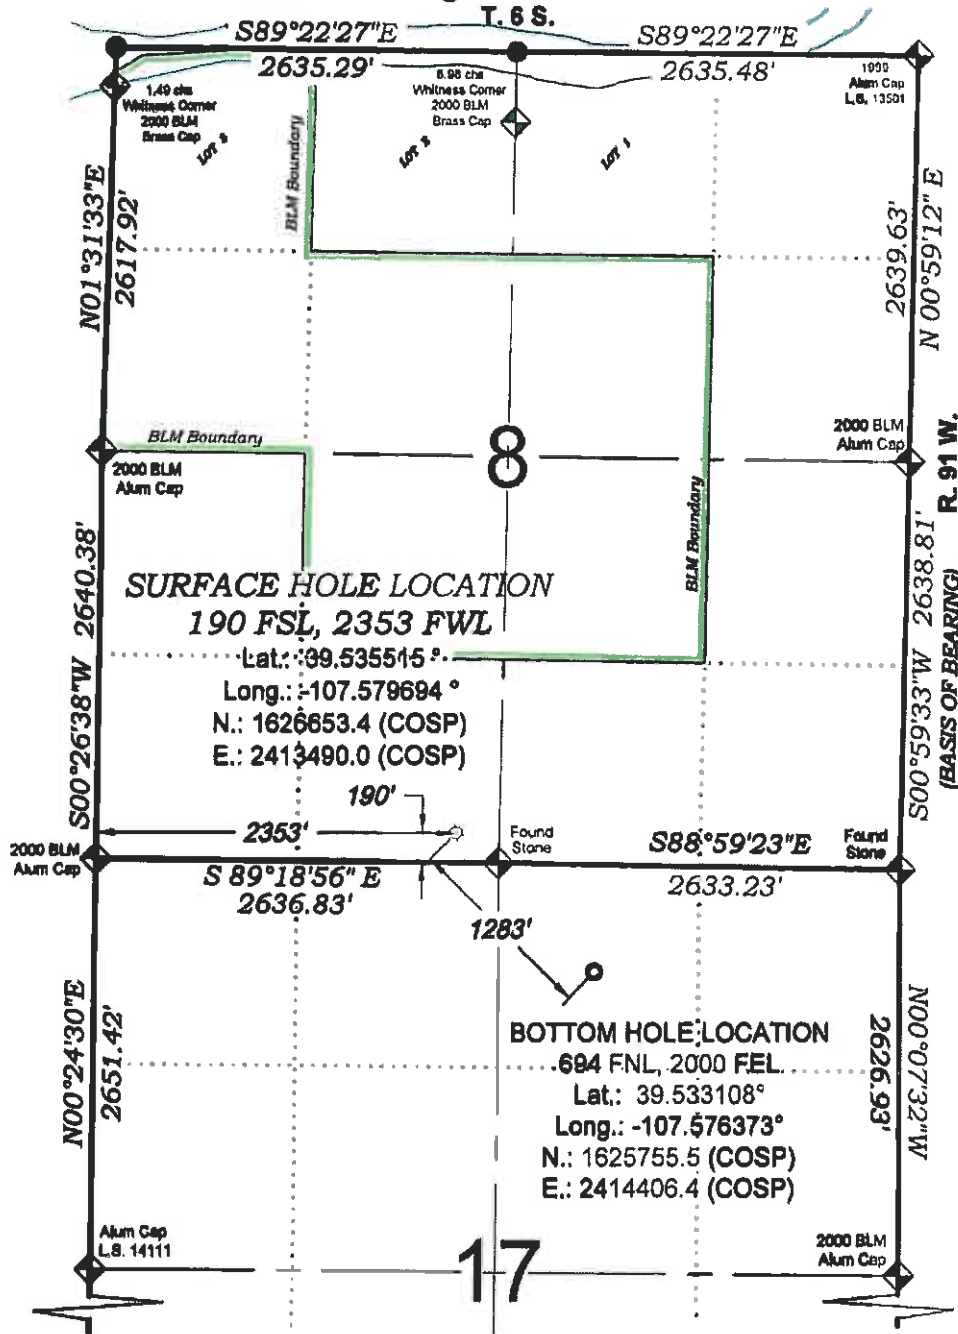 T. 6 S.
S89°22'27"E
2635.29'
S89°22'27"E
2635.48'
1.49 chs
Whitness Corner
2000 BLM
Brass Cap
6.98 chs
Whitness Corner
2000 BLM
Brass Cap
1999
Alum Cap
L.S. 13501
LOT 3
LOT 2
LOT 1
BLM Boundary
N01°31'33"E
2617.92'
2639.63'
N 00°59'12" E
BLM Boundary
2000 BLM
Alum Cap
8
2000 BLM
Alum Cap
R. 91 W.
BLM Boundary
S00°26'38"W 2640.38'
S00°59'33"W 2638.81'
(BASIS OF BEARING)
SURFACE HOLE LOCATION
190 FSL, 2353 FWL
Lat.: 39.535515 °
Long.: -107.579694 °
N.: 1626653.4 (COSP)
E.: 2413490.0 (COSP)
190'
2353'
2000 BLM
Alum Cap
Found
Stone
S88°59'23"E
2633.23'
Found
Stone
S 89°18'56" E
2636.83'
1283'
N00°24'30"E
2651.42'
2626.93'
N00°07'32"W
BOTTOM HOLE LOCATION
694 FNL, 2000 FEL
Lat.: 39.533108°
Long.: -107.576373°
N.: 1625755.5 (COSP)
E.: 2414406.4 (COSP)
Alum Cap
L.S. 14111
17
2000 BLM
Alum Cap